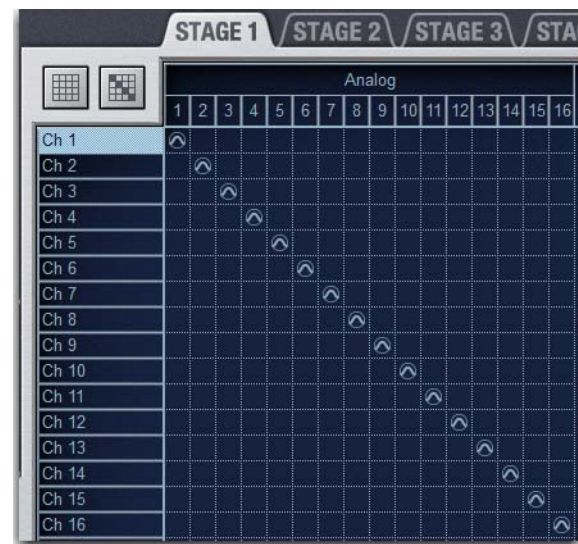 STAGE 1 STAGE 2 STAGE 3 STA
Analog
1 2 3 4 5 6 7 8 9 10 11 12 13 14 15 16
Ch 1
Ch 2
Ch 3
Ch 4
Ch 5
Ch 6
Ch 7
Ch 8
Ch 9
Ch 10
Ch 11
Ch 12
Ch 13
Ch 14
Ch 15
Ch 16